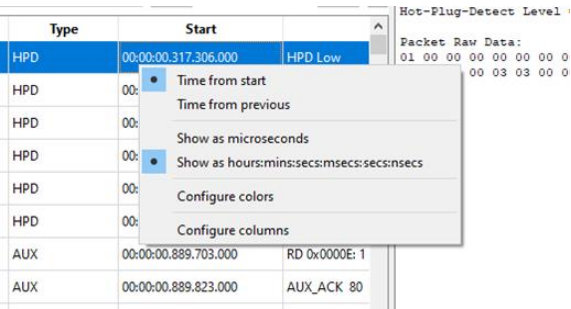 Hot-Plug-Detect Level
Type Start
Packet Raw Data:
HPD 00:00:00.317.306.000 HPD Low
01 00 00 00 00 00 00 0
00 03 03 00 0
Time from start
HPD 00:
Time from previous
HPD 00:
Show as microseconds
HPD 00:
Show as hours:mins:secs:msecs:secs:nsecs
HPD 00:
Configure colors
HPD 00:
Configure columns
AUX 00:00:00.889.703.000 RD 0x0000E: 1
AUX 00:00:00.889.823.000 AUX_ACK 80